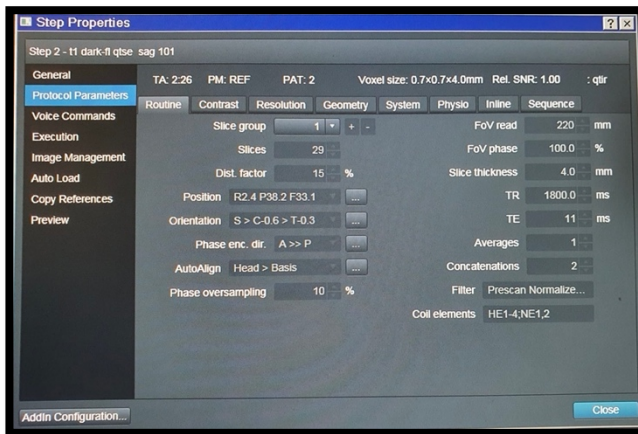 Step Properties
Step 2 - t1 dark-fl qtse sag 101
General
Protocol Parameters
Voice Commands
Execution
Image Management
Auto Load
Copy References
Preview
TA: 2:26 PM: REF PAT: 2 Voxel size: 0.7×0.7×4.0mm Rel. SNR: 1.00 : qtir
Routine Contrast Resolution Geometry System Physio Inline Sequence
Slice group 1 + -
Slices 29
Dist. factor 15 %
Position R2.4 P38.2 F33.1 ...
Orientation S > C-0.6 > T-0.3 ...
Phase enc. dir. A >> P ...
AutoAlign Head > Basis ...
Phase oversampling 10 %
FoV read 220 mm
FoV phase 100.0 %
Slice thickness 4.0 mm
TR 1800.0 ms
TE 11 ms
Averages 1
Concatenations 2
Filter Prescan Normalize...
Coil elements HE1-4;NE1,2
AddIn Configuration...
Close